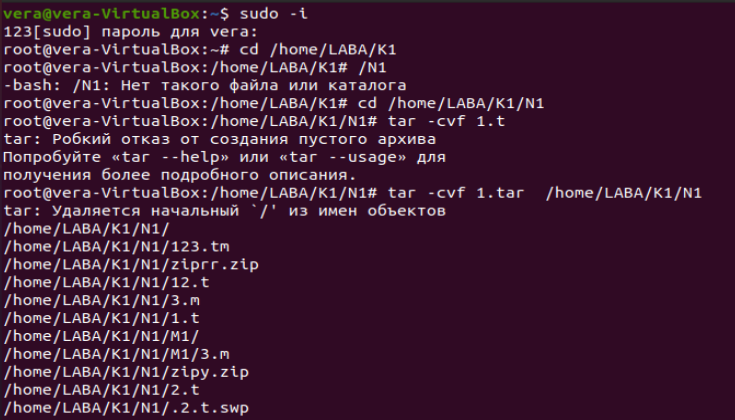 vera@vera-VirtualBox:~$ sudo -i
123[sudo] пароль для vera:
root@vera-VirtualBox:~# cd /home/LABA/K1
root@vera-VirtualBox:/home/LABA/K1# /N1
-bash: /N1: Нет такого файла или каталога
root@vera-VirtualBox:/home/LABA/K1# cd /home/LABA/K1/N1
root@vera-VirtualBox:/home/LABA/K1/N1# tar -cvf 1.t
tar: Робкий отказ от создания пустого архива
Попробуйте «tar --help» или «tar --usage» для
получения более подробного описания.
root@vera-VirtualBox:/home/LABA/K1/N1# tar -cvf 1.tar  /home/LABA/K1/N1
tar: Удаляется начальный `/' из имен объектов
/home/LABA/K1/N1/
/home/LABA/K1/N1/123.tm
/home/LABA/K1/N1/ziprr.zip
/home/LABA/K1/N1/12.t
/home/LABA/K1/N1/3.m
/home/LABA/K1/N1/1.t
/home/LABA/K1/N1/M1/
/home/LABA/K1/N1/M1/3.m
/home/LABA/K1/N1/zipy.zip
/home/LABA/K1/N1/2.t
/home/LABA/K1/N1/.2.t.swp